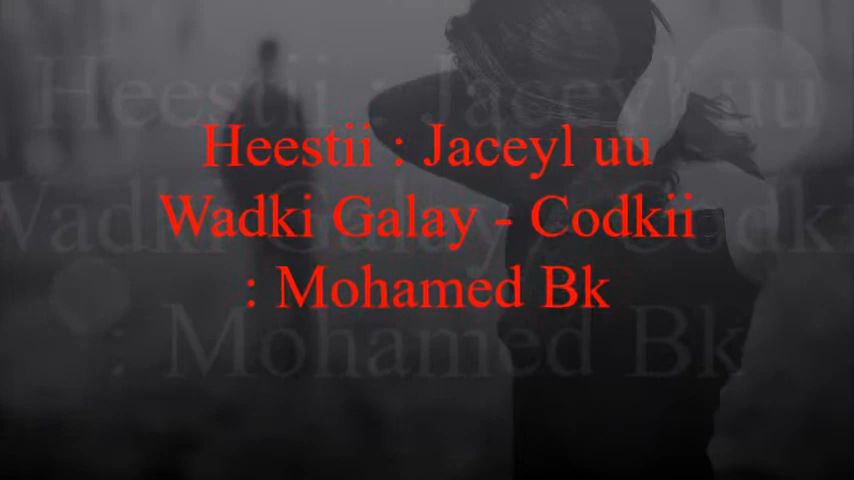 Heestii : Jaceyl uu
Wadki Galay - Codkii
: Mohamed Bk